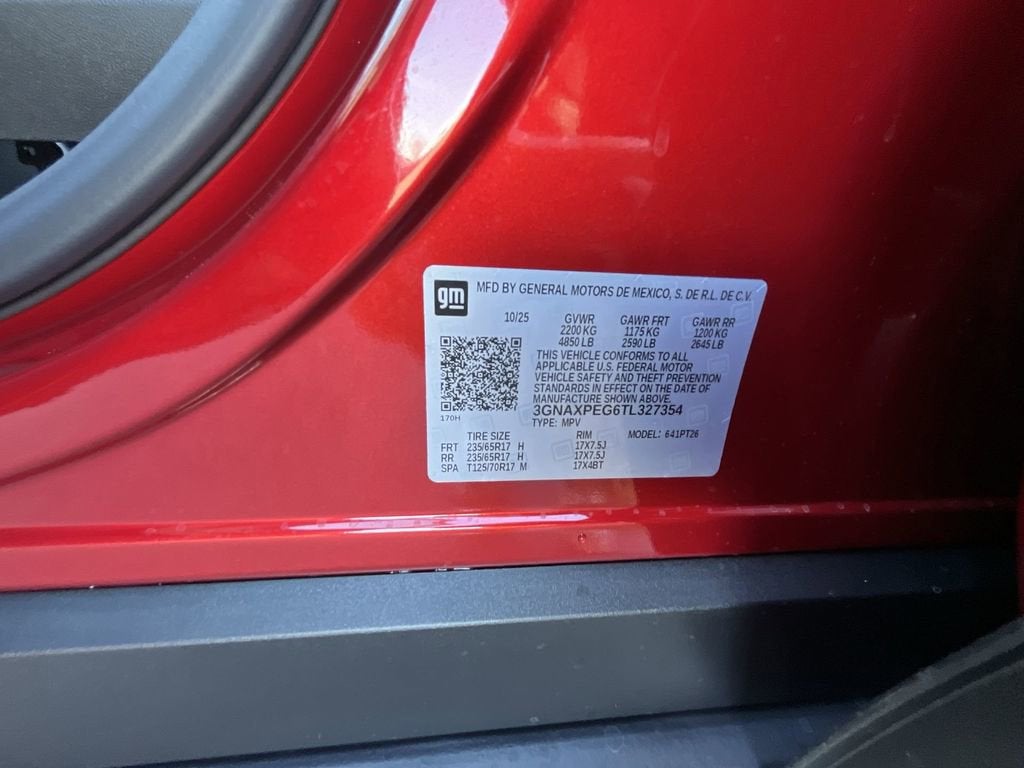 gm MFD BY GENERAL MOTORS DE MEXICO, S. DE R.L. DE C.V.
10/25 GVWR GAWR FRT GAWR RR
2200 KG 1175 KG 1200 KG
4850 LB 2590 LB 2645 LB
THIS VEHICLE CONFORMS TO ALL
APPLICABLE U.S. FEDERAL MOTOR
VEHICLE SAFETY AND THEFT PREVENTION
STANDARDS IN EFFECT ON THE DATE OF
MANUFACTURE SHOWN ABOVE.
170H
3GNAXPEG6TL327354
TYPE: MPV MODEL: 641PT26
TIRE SIZE RIM
FRT 235/65R17 H 17X7.5J
RR 235/65R17 H 17X7.5J
SPA T125/70R17 M 17X4BT